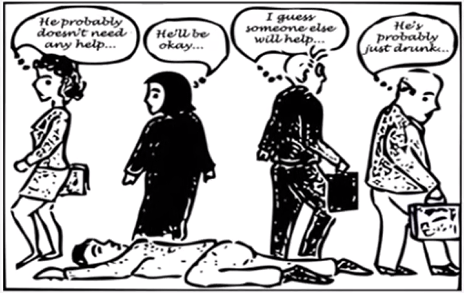 He probably
doesn't need
any help...
He'll be
okay...
I guess
someone else
will help...
He's
probably
just drunk...